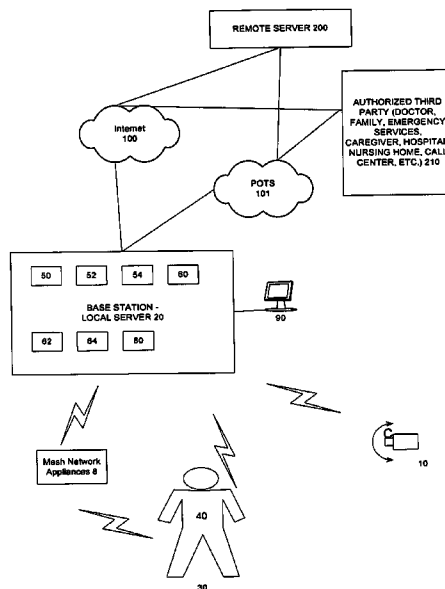 REMOTE SERVER 200
Internet
100
AUTHORIZED THIRD
PARTY (DOCTOR,
FAMILY, EMERGENCY
SERVICES,
CAREGIVER, HOSPITAL
NURSING HOME, CALL
CENTER, ETC.) 210
POTS
101
50
52
54
60
BASE STATION -
LOCAL SERVER 20
62
64
80
90
Mesh Network
Appliances 8
10
40
30